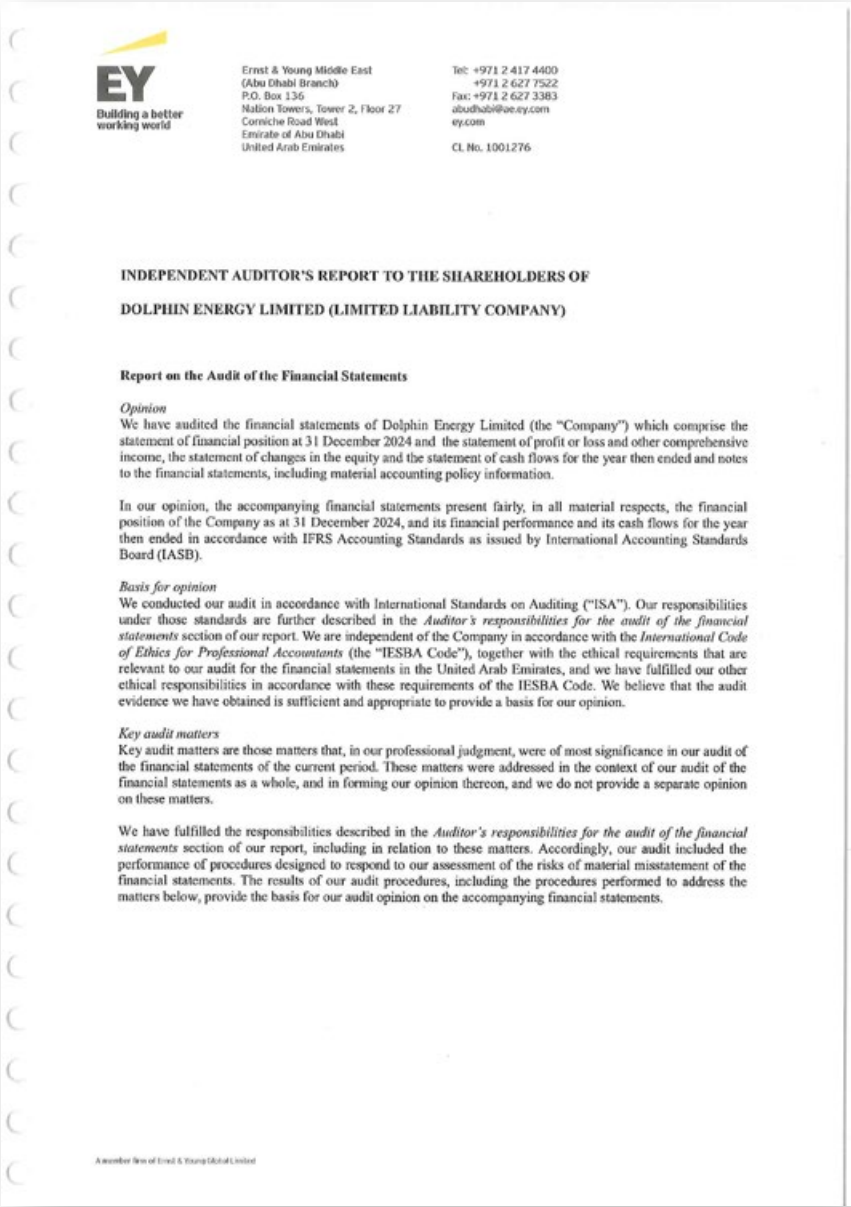 EY
Building a better
working world
Ernst & Young Middle East
(Abu Dhabi Branch)
P.O. Box 136
Nation Towers, Tower 2, Floor 27
Corniche Road West
Emirate of Abu Dhabi
United Arab Emirates
Tel: +971 2 417 4400
+971 2 627 7522
Fax: +971 2 627 3383
abudhabi@ae.ey.com
ey.com
CL No. 1001276
INDEPENDENT AUDITOR'S REPORT TO THE SHAREHOLDERS OF
DOLPHIN ENERGY LIMITED (LIMITED LIABILITY COMPANY)
Report on the Audit of the Financial Statements
Opinion
We have audited the financial statements of Dolphin Energy Limited (the “Company”) which comprise the
statement of financial position at 31 December 2024 and the statement of profit or loss and other comprehensive
income, the statement of changes in the equity and the statement of cash flows for the year then ended and notes
to the financial statements, including material accounting policy information.
In our opinion, the accompanying financial statements present fairly, in all material respects, the financial
position of the Company as at 31 December 2024, and its financial performance and its cash flows for the year
then ended in accordance with IFRS Accounting Standards as issued by International Accounting Standards
Board (IASB).
Basis for opinion
We conducted our audit in accordance with International Standards on Auditing (“ISA”). Our responsibilities
under those standards are further described in the Auditor's responsibilities for the audit of the financial
statements section of our report. We are independent of the Company in accordance with the International Code
of Ethics for Professional Accountants (the “IESBA Code”), together with the ethical requirements that are
relevant to our audit for the financial statements in the United Arab Emirates, and we have fulfilled our other
ethical responsibilities in accordance with these requirements of the IESBA Code. We believe that the audit
evidence we have obtained is sufficient and appropriate to provide a basis for our opinion.
Key audit matters
Key audit matters are those matters that, in our professional judgment, were of most significance in our audit of
the financial statements of the current period. These matters were addressed in the context of our audit of the
financial statements as a whole, and in forming our opinion thereon, and we do not provide a separate opinion
on these matters.
We have fulfilled the responsibilities described in the Auditor's responsibilities for the audit of the financial
statements section of our report, including in relation to these matters. Accordingly, our audit included the
performance of procedures designed to respond to our assessment of the risks of material misstatement of the
financial statements. The results of our audit procedures, including the procedures performed to address the
matters below, provide the basis for our audit opinion on the accompanying financial statements.
A member firm of Ernst & Young Global Limited